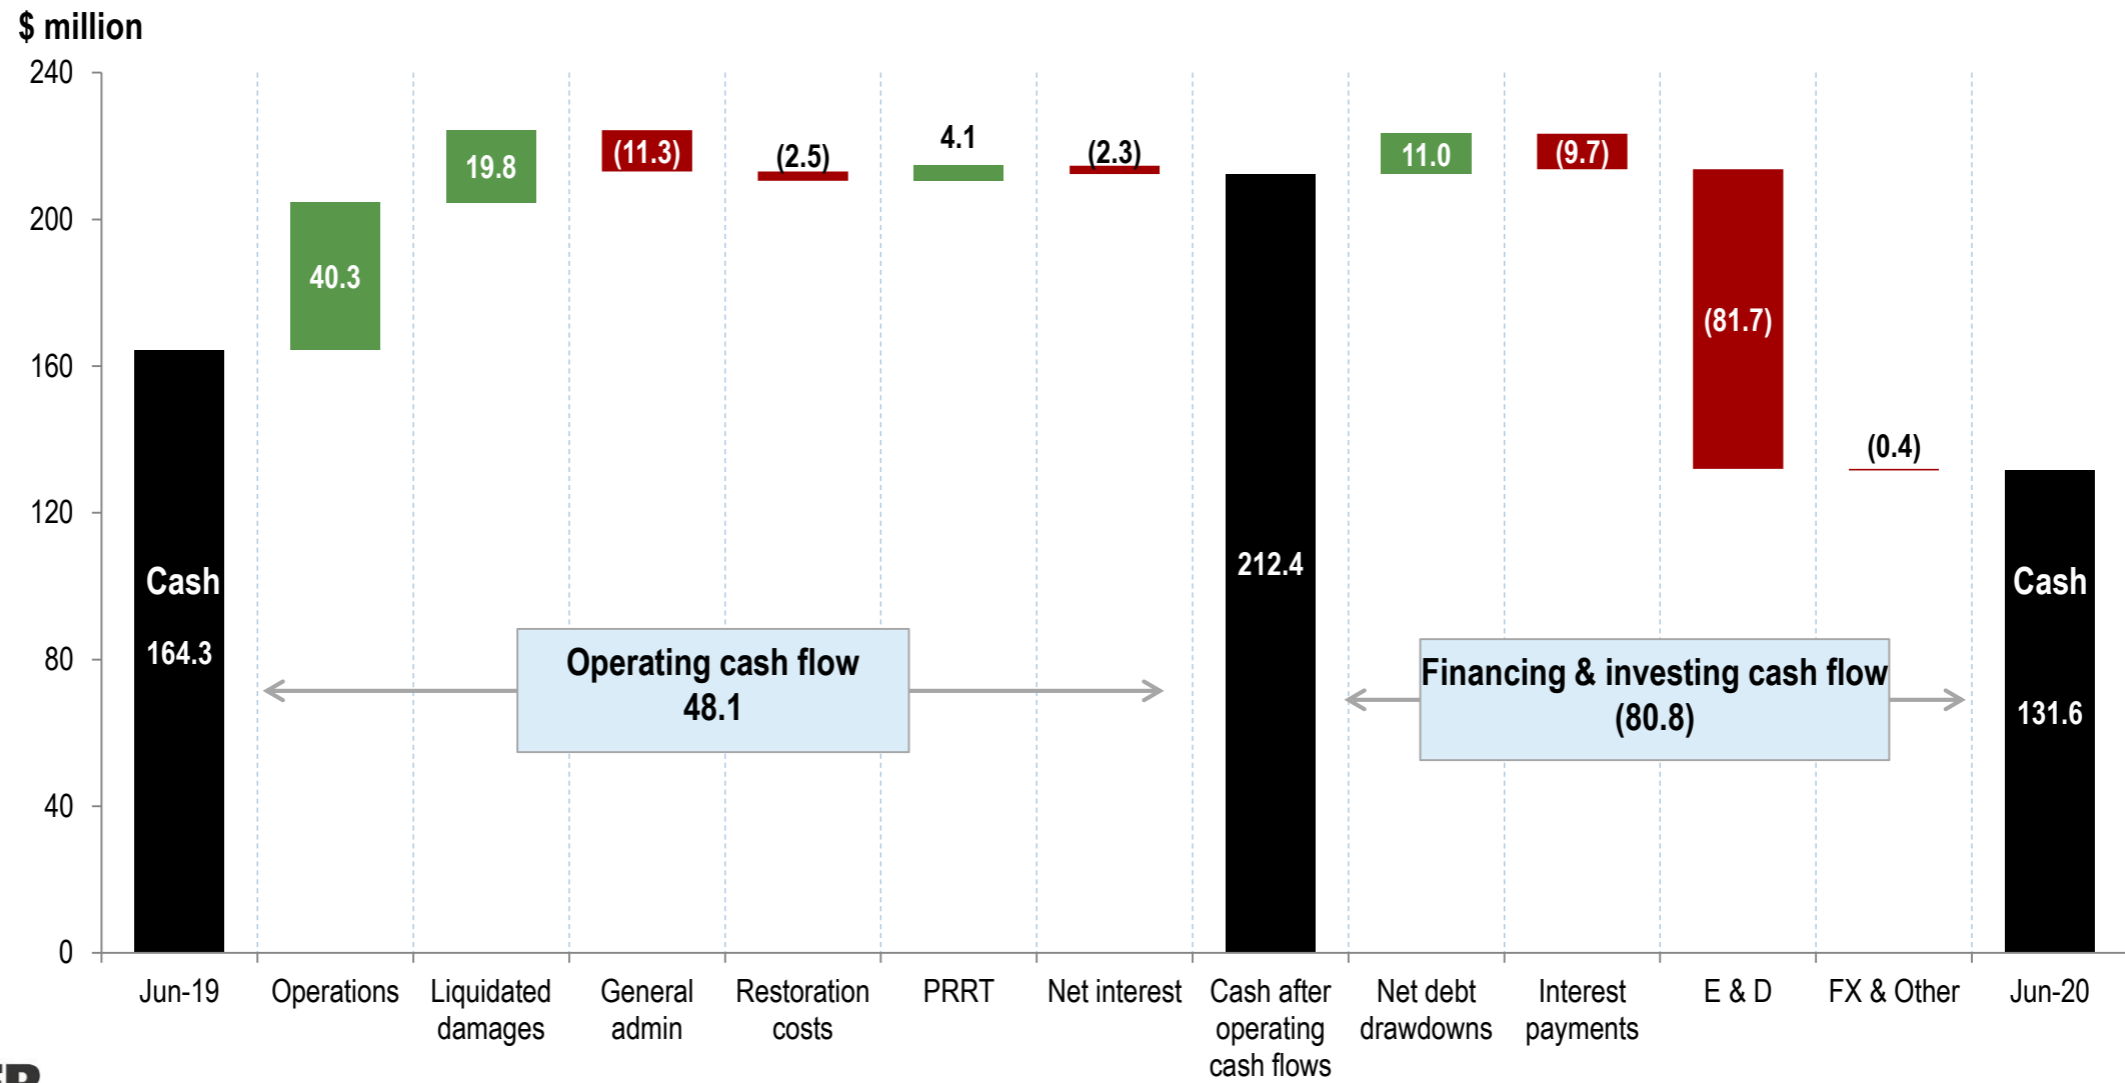 $ million
240
200
160
120
80
40
0
40.3
19.8
(11.3)
(2.5)
4.1
(2.3)
212.4
11.0
(9.7)
(81.7)
(0.4)
Cash
164.3
Cash
131.6
Operating cash flow
48.1
Financing & investing cash flow
(80.8)
Jun-19
Operations
Liquidated
damages
General
admin
Restoration
costs
PRRT
Net interest
Cash after
operating
cash flows
Net debt
drawdowns
Interest
payments
E & D
FX & Other
Jun-20